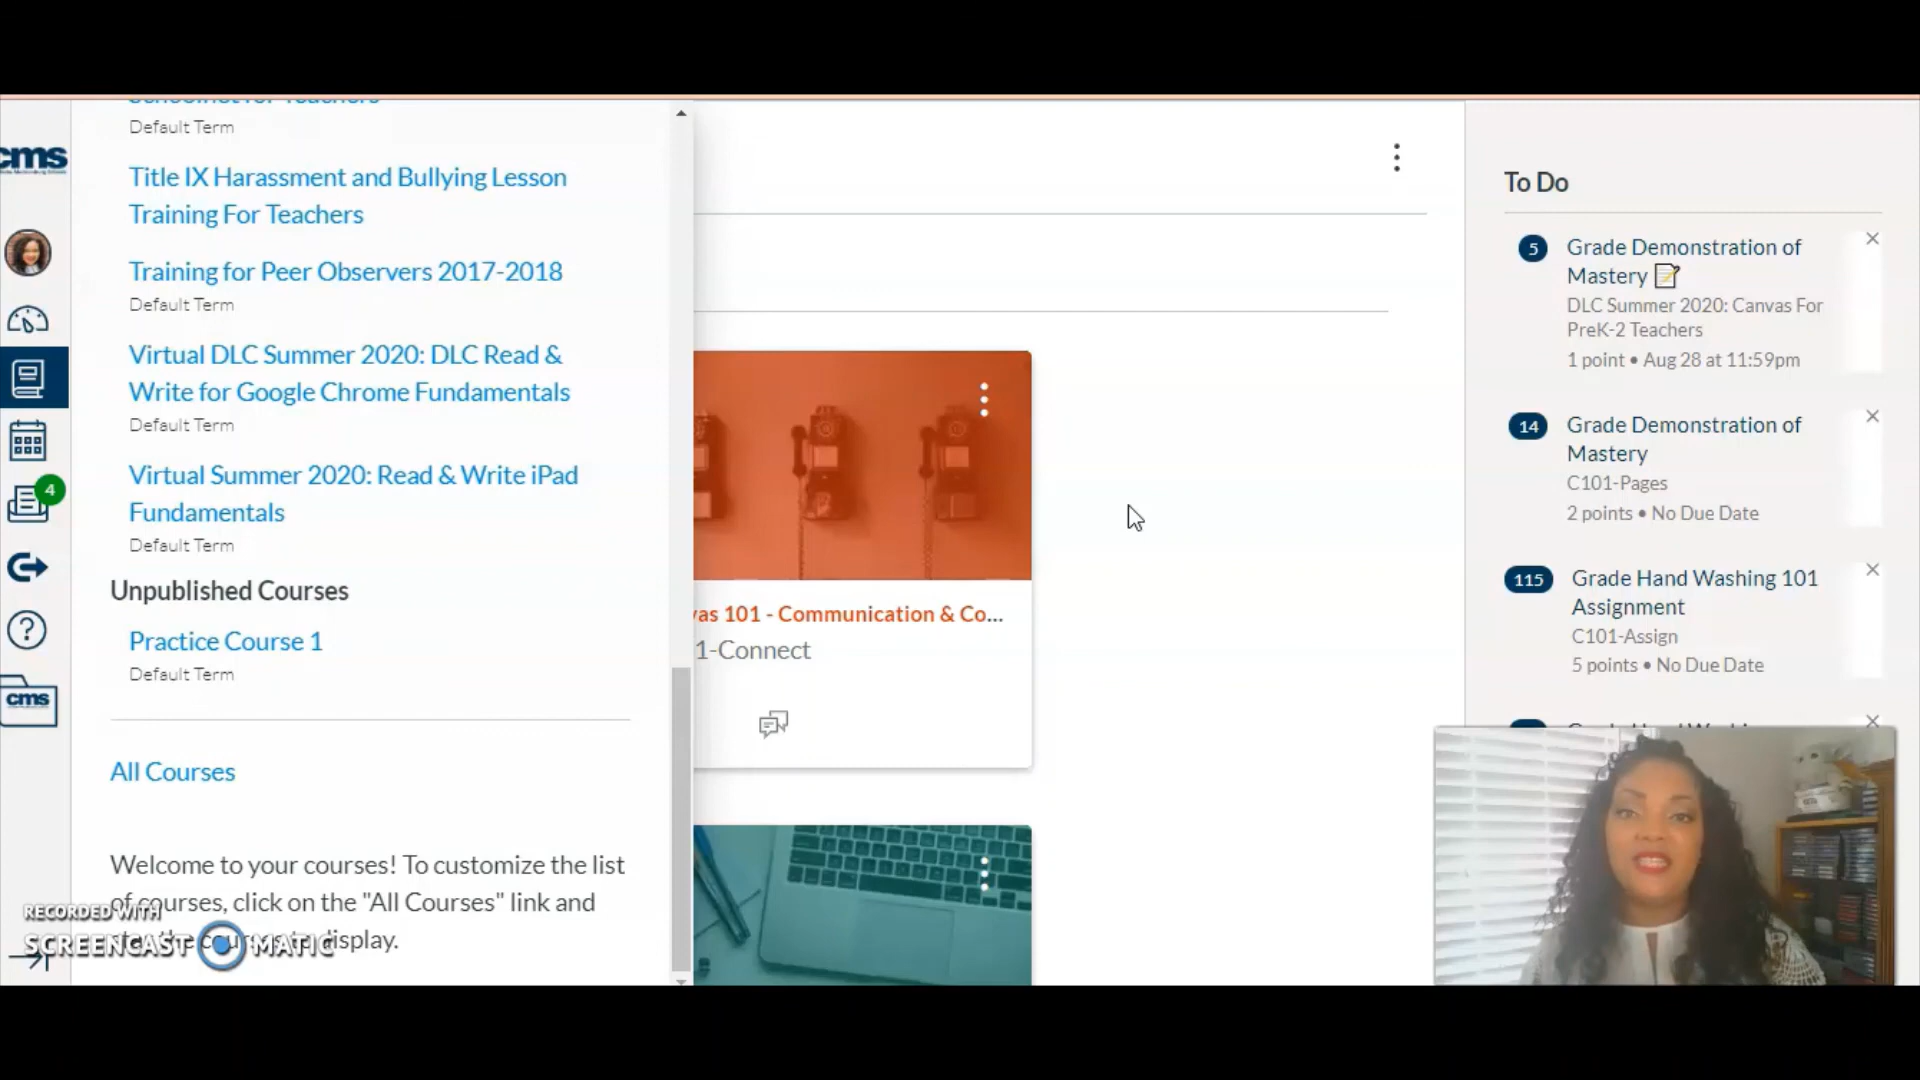 cms
4
cms
Default Term
Title IX Harassment and Bullying Lesson
Training For Teachers
Training for Peer Observers 2017-2018
Default Term
Virtual DLC Summer 2020: DLC Read &
Write for Google Chrome Fundamentals
Default Term
Virtual Summer 2020: Read & Write iPad
Fundamentals
Default Term
Unpublished Courses
Practice Course 1
Default Term
All Courses
Welcome to your courses! To customize the list
of courses, click on the "All Courses" link and
the courses display.
RECORDED WITH
SCREENCAST MATIC
101 - Communication & Co...
1-Connect
To Do
5
Grade Demonstration of
Mastery
DLC Summer 2020: Canvas For
PreK-2 Teachers
1 point • Aug 28 at 11:59pm
14
Grade Demonstration of
Mastery
C101-Pages
2 points • No Due Date
115
Grade Hand Washing 101
Assignment
C101-Assign
5 points • No Due Date